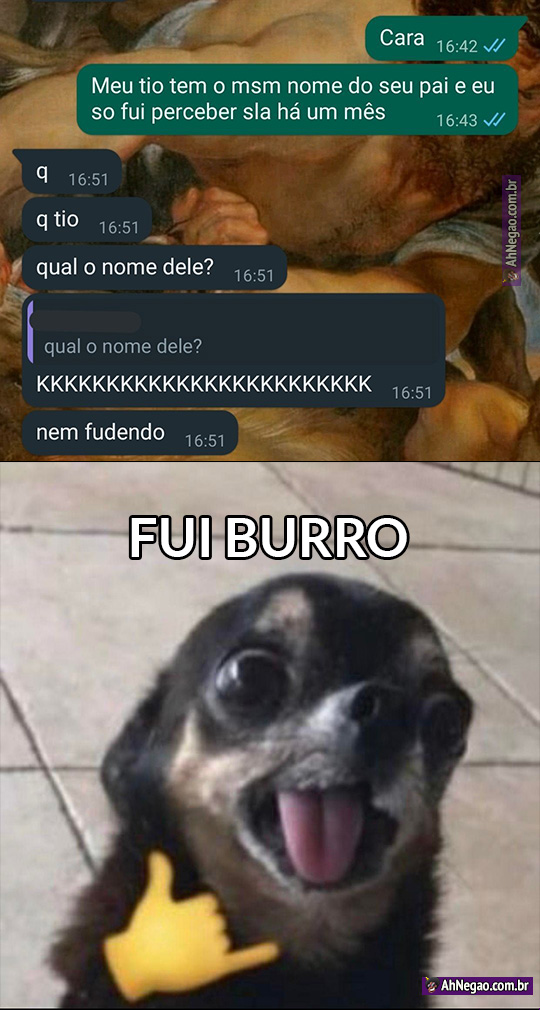 Cara 16:42
Meu tio tem o msm nome do seu pai e eu
so fui perceber sla há um mês 16:43
q 16:51
q tio 16:51
qual o nome dele? 16:51
qual o nome dele?
KKKKKKKKKKKKKKKKKKKKKKKK 16:51
nem fudendo 16:51
AhNegao.com.br
FUI BURRO
AhNegao.com.br